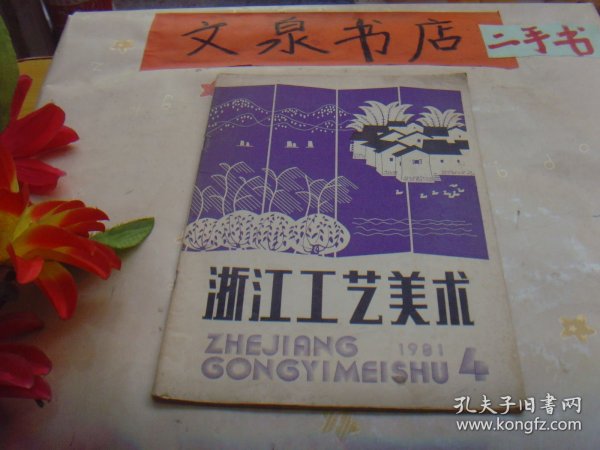 文泉书店
二手书
浙江工艺美术
ZHEJIANG
GONGYIMEISHU
1981
4
孔夫子旧書网
www.kongfz.com